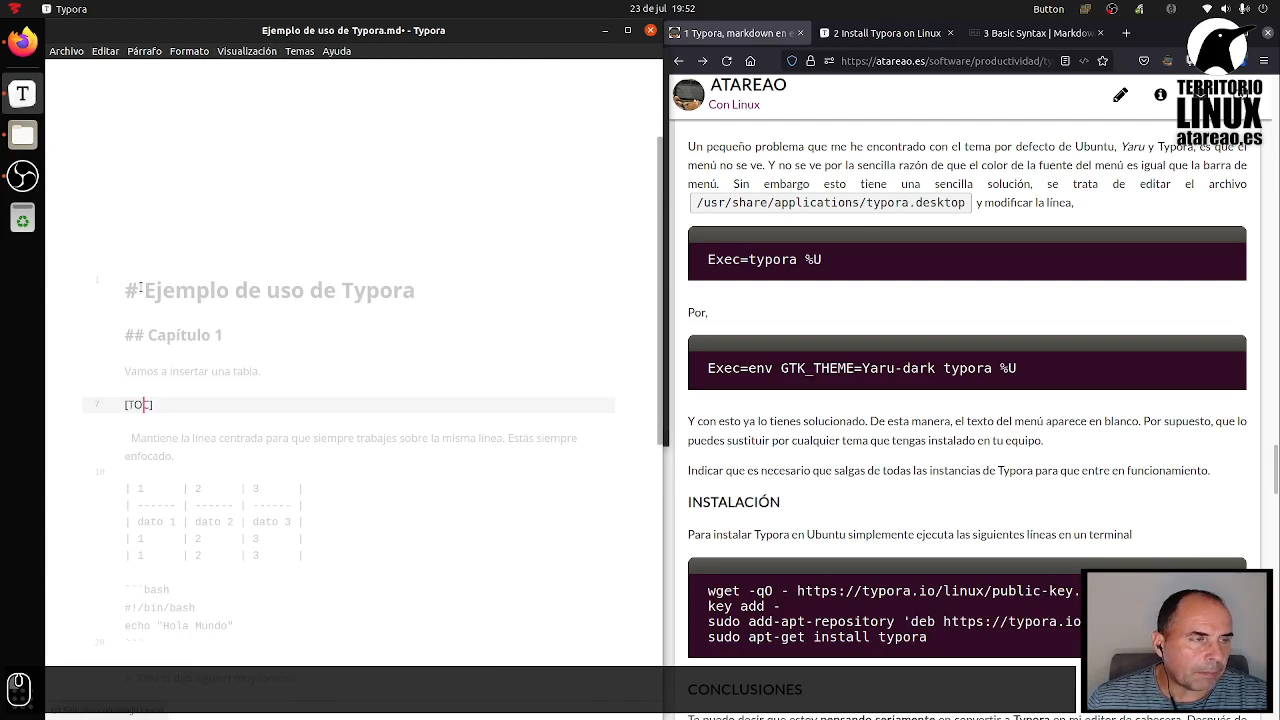 Typora
23 de jul 19:52
Ejemplo de uso de Typora.md• - Typora
Archivo Editar Párrafo Formato Visualización Temas Ayuda
1
# Ejemplo de uso de Typora
## Capítulo 1
Vamos a insertar una tabla.
7
[TOC]
Mantiene la línea centrada para que siempre trabajes sobre la misma línea. Estás siempre
enfocado.
10
| 1 | 2 | 3 |
| ------ | ------ | ------ |
| dato 1 | dato 2 | dato 3 |
| 1 | 2 | 3 |
| 1 | 2 | 3 |
```bash
#!/bin/bash
echo "Hola Mundo"
20
```
2 Install Typora on Linux
3 Basic Syntax | Markdow
https://atareao.es/software/productividad/ty
ATAREAO
Con Linux
TERRITORIO
LINUX
atareao.es
Un pequeño problema que me he encontrado con el tema por defecto de Ubuntu, Yaru y Typora, es que el
menú no se ve. Y no se ve por la sencilla razón de que el color de la fuente del menú es igual que la barra
de menú. Sin embargo esto tiene una sencilla solución, se trata de editar el archivo
/usr/share/applications/typora.desktop y modificar la línea,
Exec=typora %U
Por,
Exec=env GTK_THEME=Yaru-dark typora %U
Y con esto ya lo tienes solucionado. De esta manera, el texto del menú aparece en blanco. Por supuesto, que lo
puedes sustituir por cualquier otro tema que tengas instalado en tu equipo.
Indicar que es necesario que salgas de todas las instancias de Typora para que entre en funcionamiento.
INSTALACIÓN
Para instalar Typora en Ubuntu simplemente ejecuta las siguientes líneas en un terminal
wget -qO - https://typora.io/linux/public-key.
key add -
sudo add-apt-repository 'deb https://typora.io
sudo apt-get install typora
CONCLUSIONES